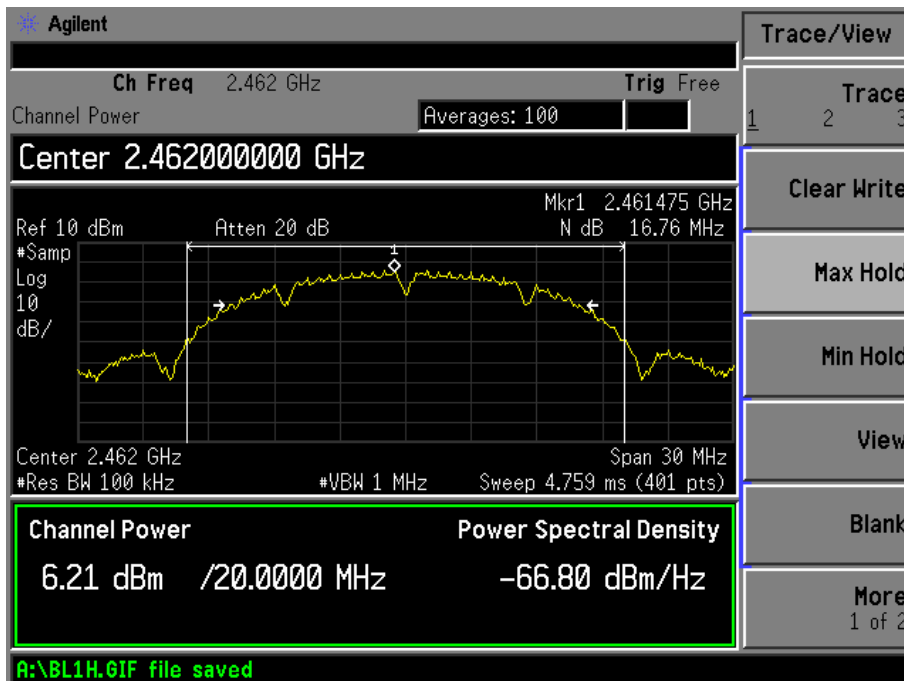 Agilent
Trace/View
Ch Freq 2.462 GHz Trig Free
Channel Power
Averages: 100
Center 2.462000000 GHz
Mkr1 2.461475 GHz
Ref 10 dBm Atten 20 dB N dB 16.76 MHz
#Samp
Log
10
dB/
1
Center 2.462 GHz Span 30 MHz
#Res BW 100 kHz #VBW 1 MHz Sweep 4.759 ms (401 pts)
Channel Power Power Spectral Density
6.21 dBm /20.0000 MHz -66.80 dBm/Hz
A:\BL1H.GIF file saved
Trace
1 2 3
Clear Write
Max Hold
Min Hold
View
Blank
More
1 of 2